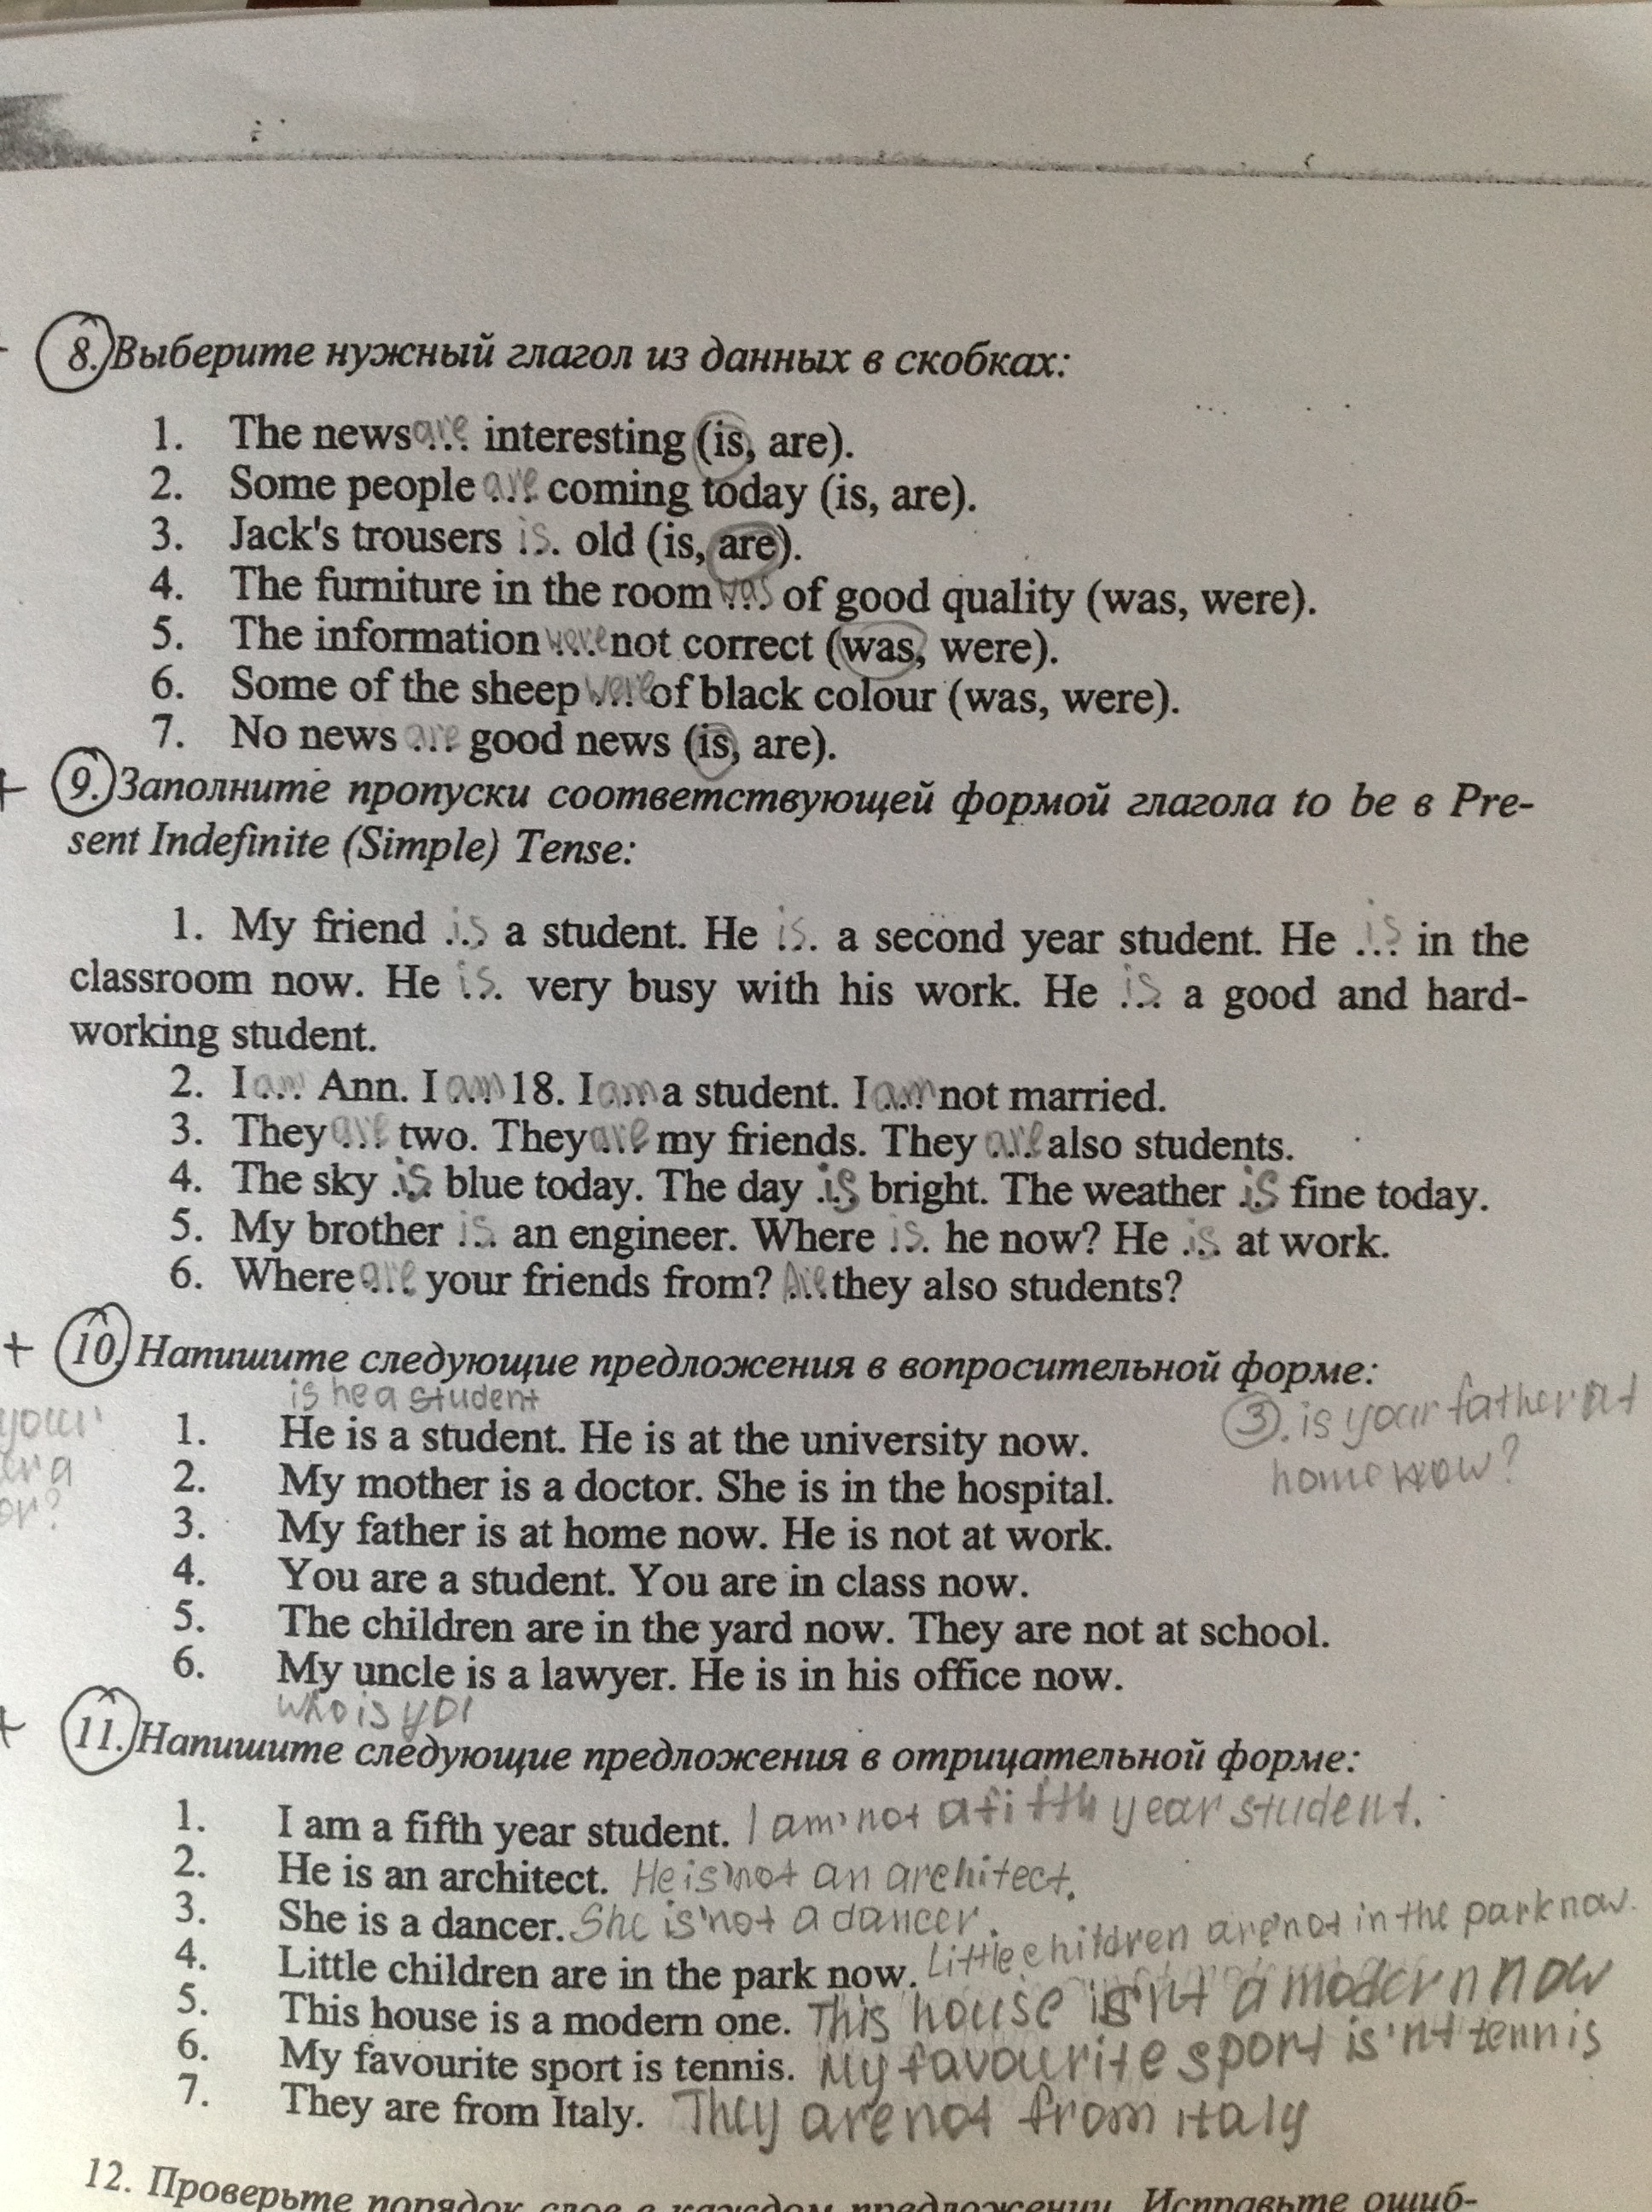 8. Выберите нужный глагол из данных в скобках:
1. The news are ... interesting (is, are).
2. Some people are ... coming today (is, are).
3. Jack's trousers is ... old (is, are).
4. The furniture in the room was ... of good quality (was, were).
5. The information were ... not correct (was, were).
6. Some of the sheep were ... of black colour (was, were).
7. No news are ... good news (is, are).
+ 9. Заполните пропуски соответствующей формой глагола to be в Pre-
sent Indefinite (Simple) Tense:
1. My friend is ... a student. He is ... a second year student. He is ... in the
classroom now. He is ... very busy with his work. He is ... a good and hard-
working student.
2. I am ... Ann. I am ... 18. I am ... a student. I am ... not married.
3. They are ... two. They are ... my friends. They are ... also students.
4. The sky is ... blue today. The day is ... bright. The weather is ... fine today.
5. My brother is ... an engineer. Where is ... he now? He is ... at work.
6. Where are ... your friends from? Are ... they also students?
+ 10. Напишите следующие предложения в вопросительной форме:
is he a student
1. He is a student. He is at the university now.
2. My mother is a doctor. She is in the hospital.
3. My father is at home now. He is not at work.
4. You are a student. You are in class now.
5. The children are in the yard now. They are not at school.
6. My uncle is a lawyer. He is in his office now.
3. is your father at
home now?
who is yo
+ 11. Напишите следующие предложения в отрицательной форме:
1. I am a fifth year student. I am' not a fifth year student.
2. He is an architect. He is'not an architect.
3. She is a dancer. She is'not a dancer.
4. Little children are in the park now. Little children are'not in the park now.
5. This house is a modern one. This house is'nt a modern now
6. My favourite sport is tennis. My favourite sport is'nt tennis
7. They are from Italy. They are not from italy
12. Проверьте порядок слов в каждом предложении. Исправьте ошиб-